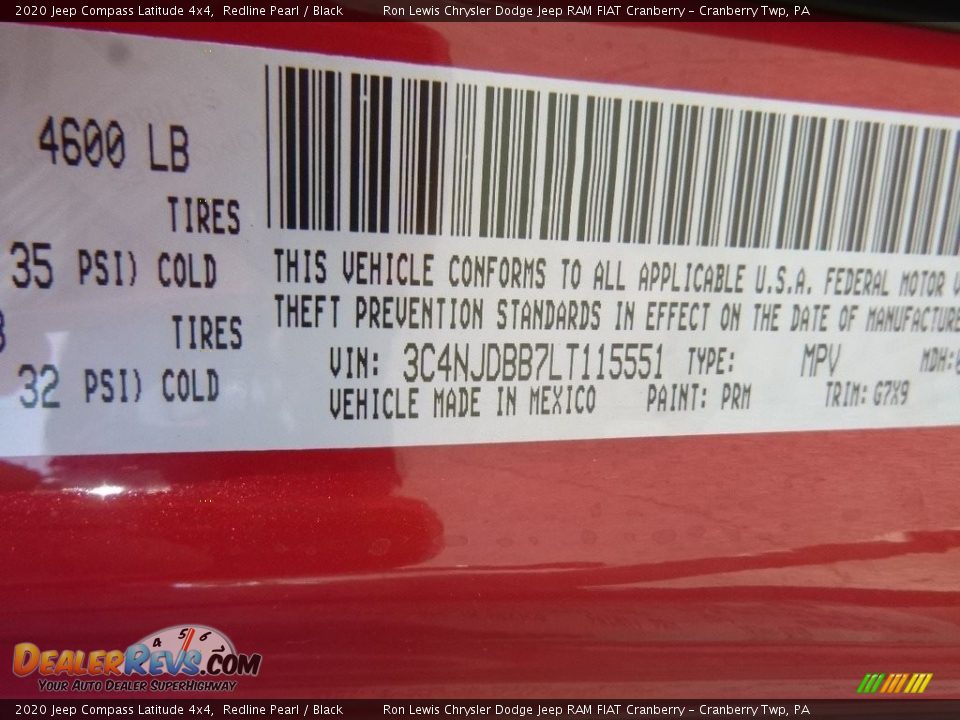 2020 Jeep Compass Latitude 4x4, Redline Pearl / Black Ron Lewis Chrysler Dodge Jeep RAM FIAT Cranberry - Cranberry Twp, PA
4600 LB
TIRES
35 PSI) COLD
TIRES
32 PSI) COLD
THIS VEHICLE CONFORMS TO ALL APPLICABLE U.S.A. FEDERAL MOTOR
THEFT PREVENTION STANDARDS IN EFFECT ON THE DATE OF MANUFACTURE
VIN: 3C4NJDBB7LT115551 TYPE: MPV MDH:
VEHICLE MADE IN MEXICO PAINT: PRM TRIM: G7X9
4 5 6
DEALERREVS.COM
YOUR AUTO DEALER SUPERHIGHWAY
2020 Jeep Compass Latitude 4x4, Redline Pearl / Black Ron Lewis Chrysler Dodge Jeep RAM FIAT Cranberry - Cranberry Twp, PA